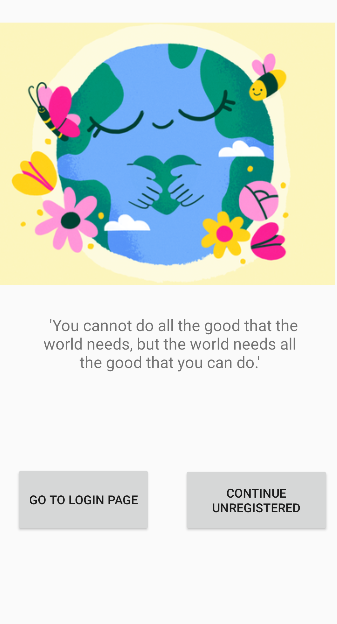 'You cannot do all the good that the
world needs, but the world needs all
the good that you can do.'
GO TO LOGIN PAGE
CONTINUE
UNREGISTERED